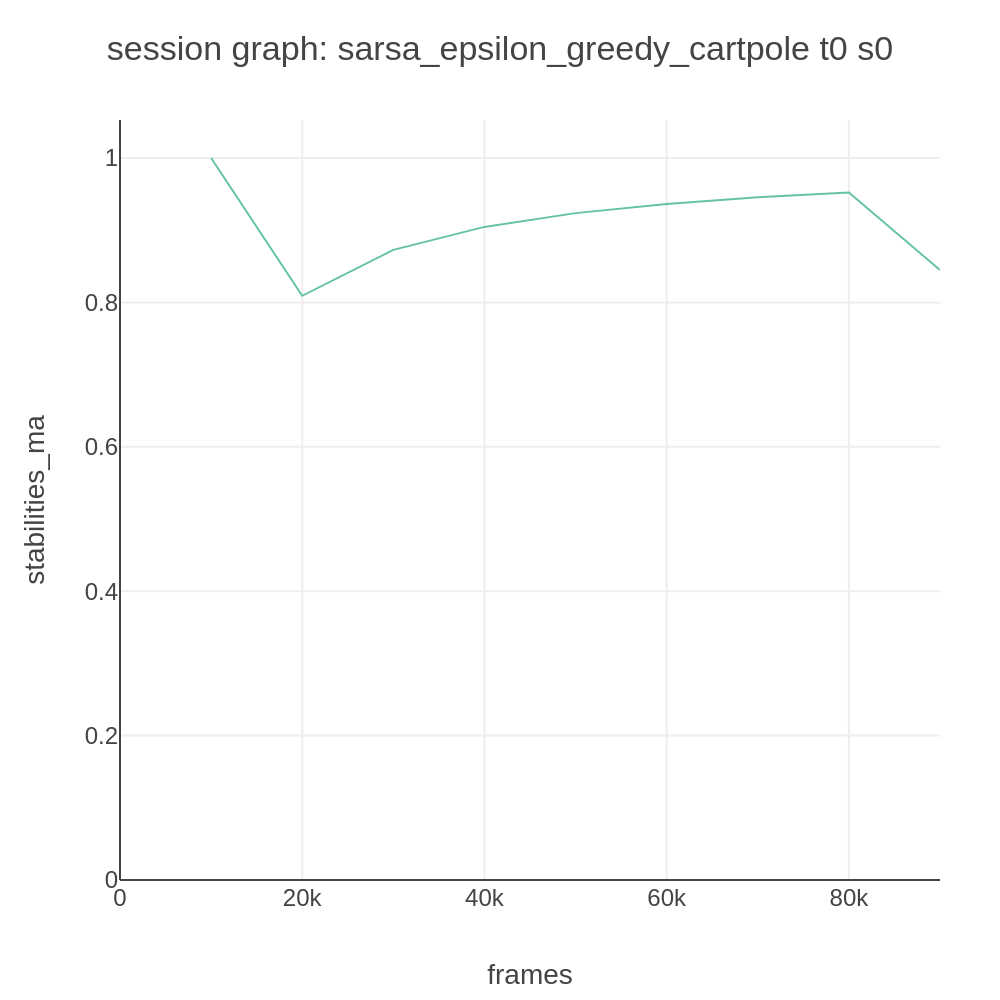 session graph: sarsa_epsilon_greedy_cartpole t0 s0
1
0.8
0.6
0.4
0.2
0
stabilities_ma
0 20k 40k 60k 80k
frames